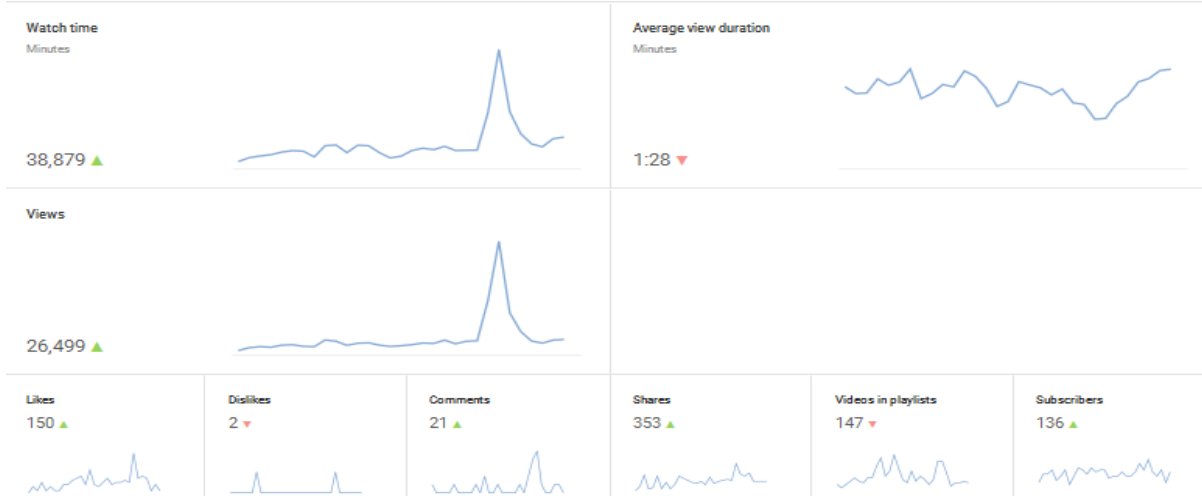 Watch time
Minutes
38,879
Average view duration
Minutes
1:28
Views
26,499
Likes
150
Dislikes
2
Comments
21
Shares
353
Videos in playlists
147
Subscribers
136